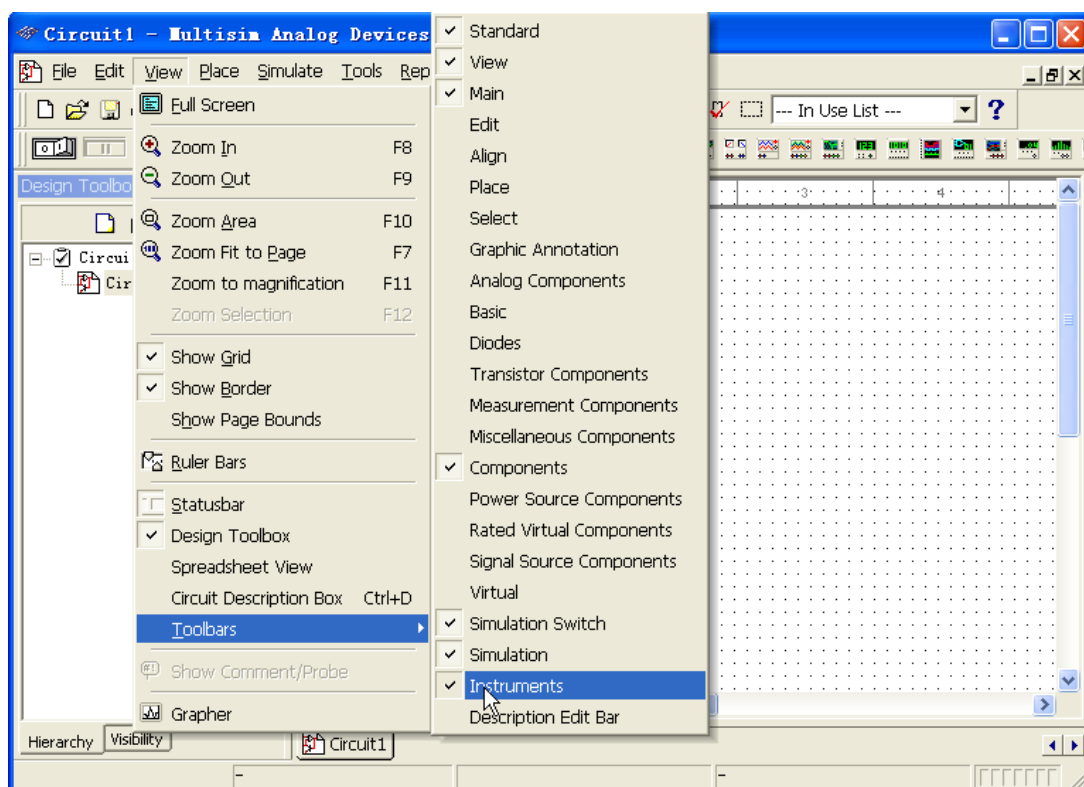 Circuit1 - Multisim Analog Devices
File Edit View Place Simulate Tools Rep
--- In Use List ---
Design Toolbo
Circui
Cir
Full Screen
Zoom In F8
Zoom Out F9
Zoom Area F10
Zoom Fit to Page F7
Zoom to magnification F11
Zoom Selection F12
Show Grid
Show Border
Show Page Bounds
Ruler Bars
Statusbar
Design Toolbox
Spreadsheet View
Circuit Description Box Ctrl+D
Toolbars
Show Comment/Probe
Grapher
Standard
View
Main
Edit
Align
Place
Select
Graphic Annotation
Analog Components
Basic
Diodes
Transistor Components
Measurement Components
Miscellaneous Components
Components
Power Source Components
Rated Virtual Components
Signal Source Components
Virtual
Simulation Switch
Simulation
Instruments
Description Edit Bar
3 4
Hierarchy Visibility
Circuit1
- -